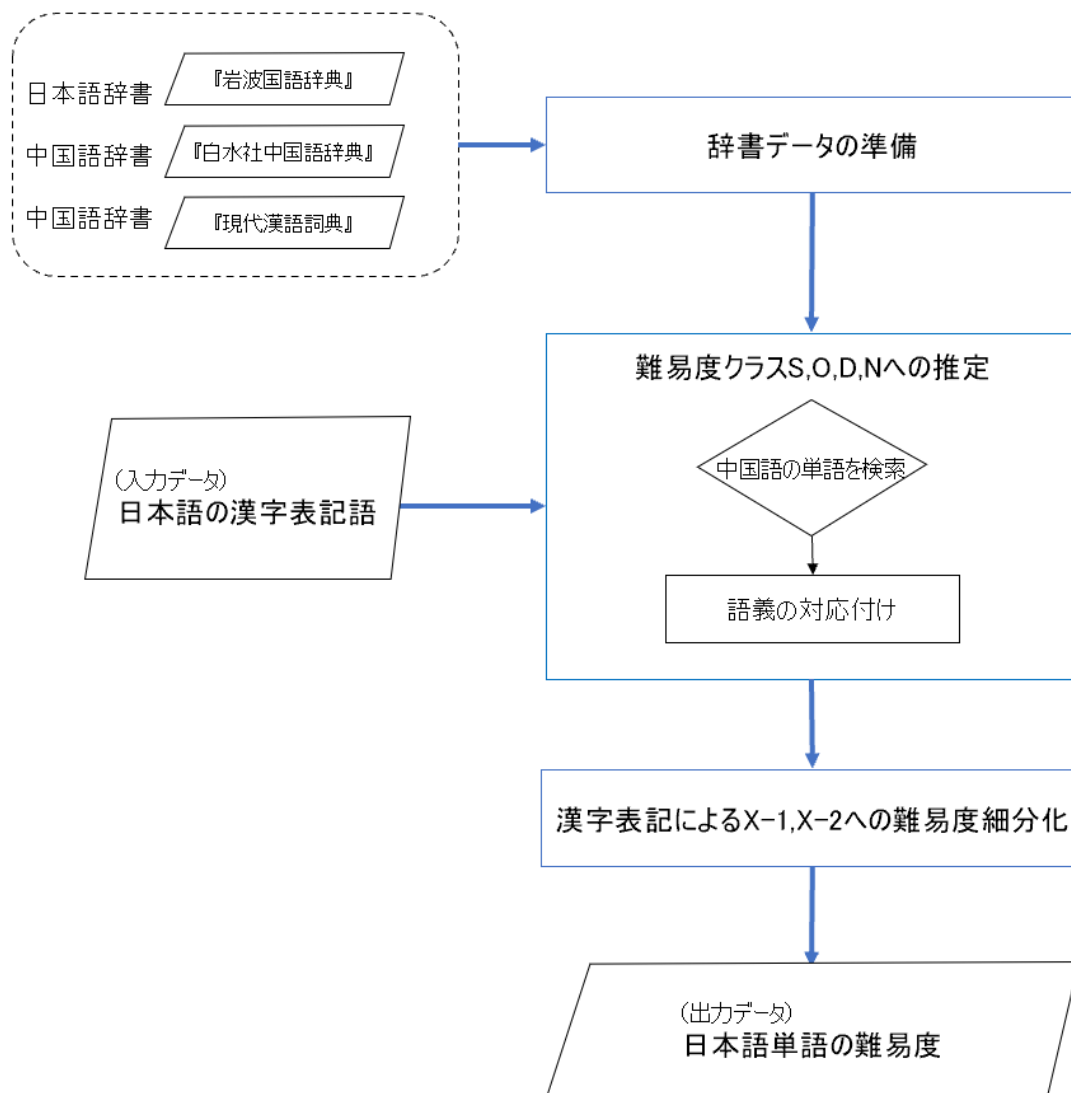 日本語辞書
『岩波国語辞典』
中国語辞書
『白水社中国語辞典』
中国語辞書
『現代漢語詞典』
辞書データの準備
難易度クラスS,O,D,Nへの推定
中国語の単語を検索
語義の対応付け
(入力データ)
日本語の漢字表記語
漢字表記によるX-1,X-2への難易度細分化
(出力データ)
日本語単語の難易度